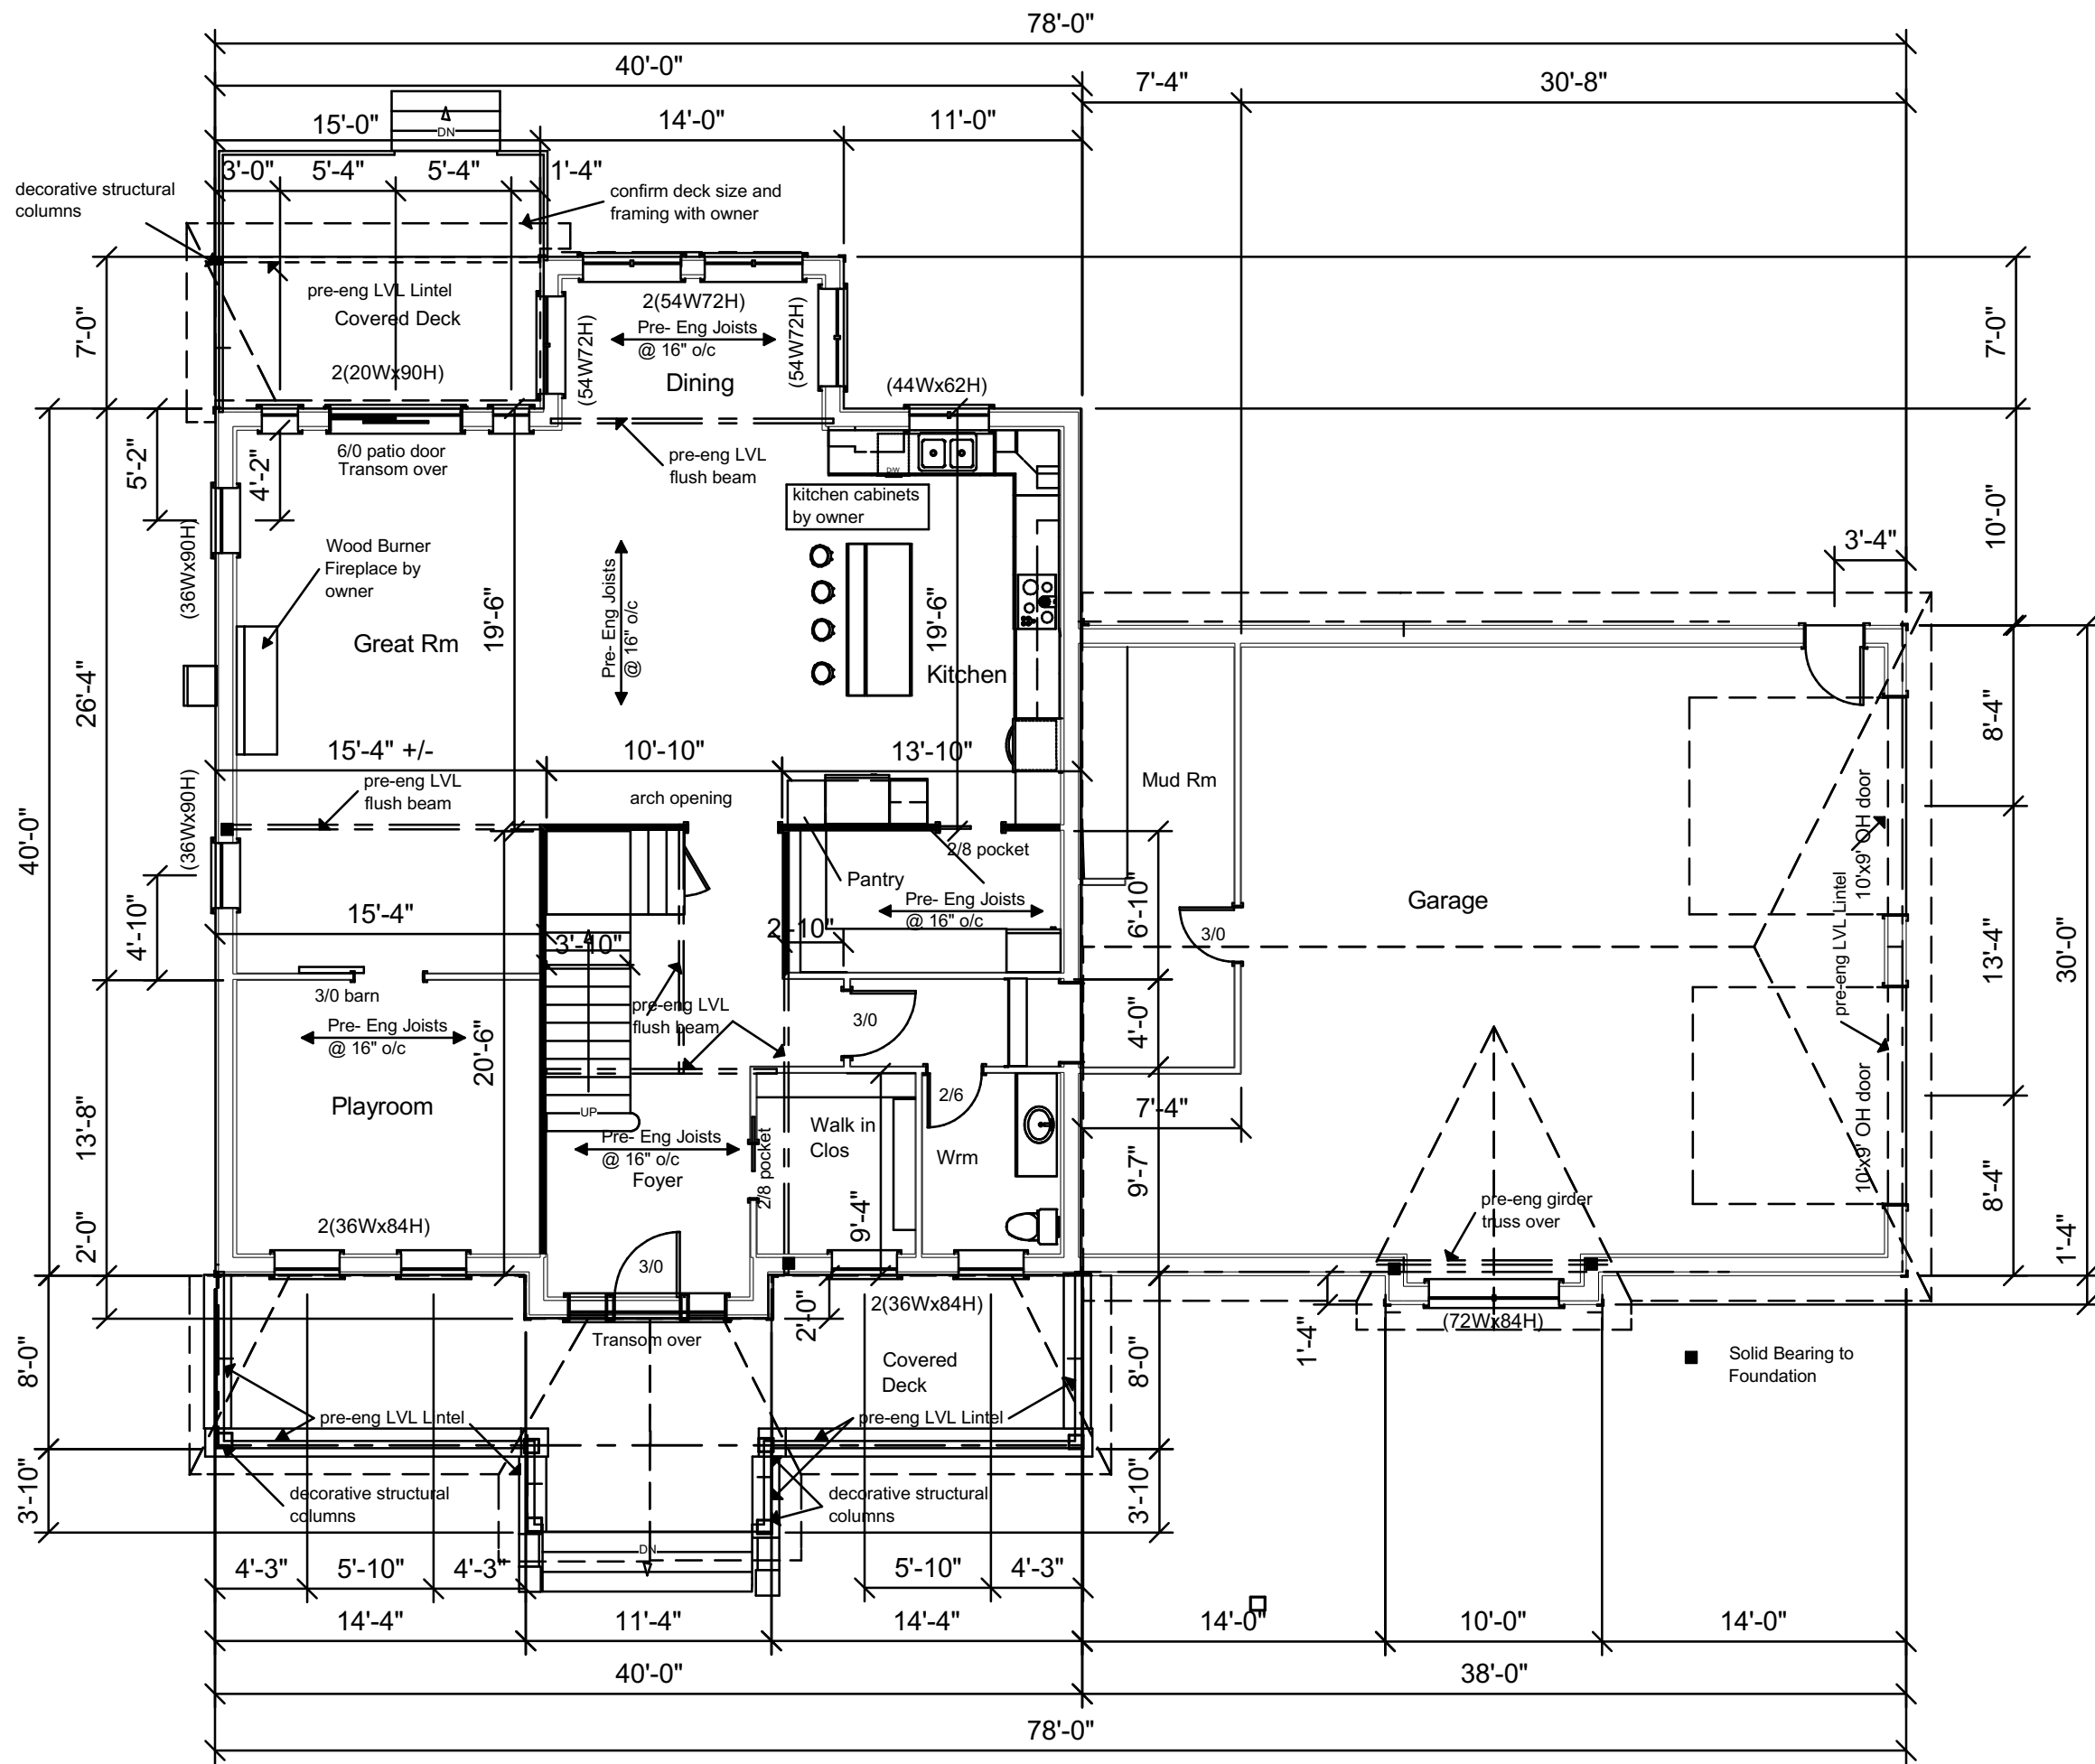 78'-0"
40'-0"
7'-4"
30'-8"
15'-0"
14'-0"
11'-0"
DN
3'-0"
5'-4"
5'-4"
1'-4"
decorative structural
columns
confirm deck size and
framing with owner
pre-eng LVL Lintel
Covered Deck
2(20Wx90H)
7'-0"
(54W72H)
2(54W72H)
Pre- Eng Joists
@ 16" o/c
Dining
(54W72H)
(44Wx62H)
7'-0"
6/0 patio door
Transom over
5'-2"
4'-2"
pre-eng LVL
flush beam
DW
kitchen cabinets
by owner
10'-0"
3'-4"
(36Wx90H)
Wood Burner
Fireplace by
owner
Great Rm
19'-6"
Pre- Eng Joists
@ 16" o/c
19'-6"
Kitchen
26'-4"
40'-0"
15'-4" +/-
10'-10"
13'-10"
pre-eng LVL
flush beam
arch opening
Mud Rm
8'-4"
10'x9' OH door
(36Wx90H)
2/8 pocket
Pantry
Pre- Eng Joists
@ 16" o/c
6'-10"
Garage
pre-eng LVL Lintel
4'-10"
15'-4"
3'-10"
2'-10"
3/0
13'-4"
30'-0"
3/0 barn
Pre- Eng Joists
@ 16" o/c
20'-6"
pre-eng LVL
flush beam
3/0
4'-0"
Playroom
UP
2/6
7'-4"
Walk in
Clos
Wrm
Pre- Eng Joists
@ 16" o/c
Foyer
2/8 pocket
13'-8"
9'-7"
10'x9' OH door
8'-4"
2(36Wx84H)
9'-4"
pre-eng girder
truss over
2'-0"
3/0
1'-4"
Transom over
2'-0"
2(36Wx84H)
(72Wx84H)
1'-4"
8'-0"
Covered
Deck
8'-0"
Solid Bearing to
Foundation
pre-eng LVL Lintel
pre-eng LVL Lintel
3'-10"
decorative structural
columns
decorative structural
columns
3'-10"
DN
4'-3"
5'-10"
4'-3"
5'-10"
4'-3"
14'-4"
11'-4"
14'-4"
14'-0"
10'-0"
14'-0"
40'-0"
38'-0"
78'-0"